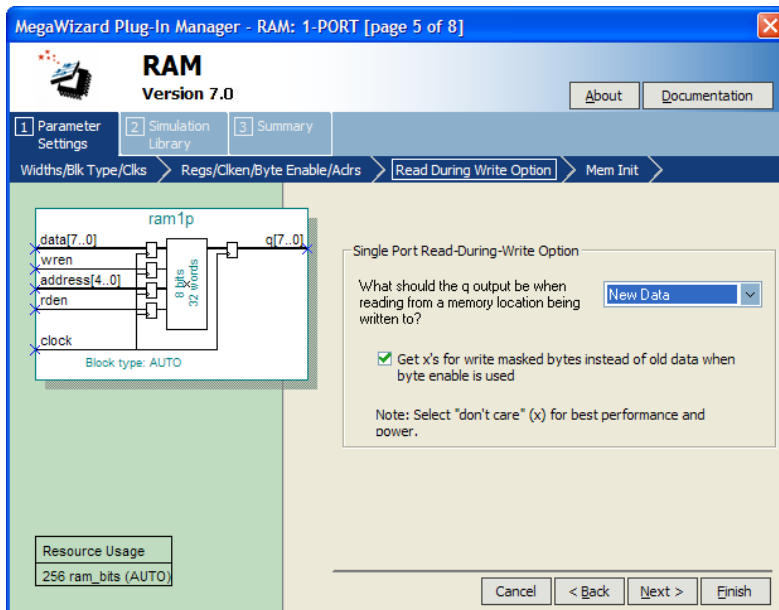 MegaWizard Plug-In Manager - RAM: 1-PORT [page 5 of 8]
RAM
Version 7.0
About
Documentation
1 Parameter Settings
2 Simulation Library
3 Summary
Widths/Blk Type/Clks
Regs/Clken/Byte Enable/Aclrs
Read During Write Option
Mem Init
ram1p
data[7..0]
q[7..0]
wren
address[4..0]
rden
clock
8 bits
x
32 words
Block type: AUTO
Single Port Read-During-Write Option
What should the q output be when
reading from a memory location being
written to?
New Data
Get x's for write masked bytes instead of old data when
byte enable is used
Note: Select "don't care" (x) for best performance and
power.
Resource Usage
256 ram_bits (AUTO)
Cancel
< Back
Next >
Finish